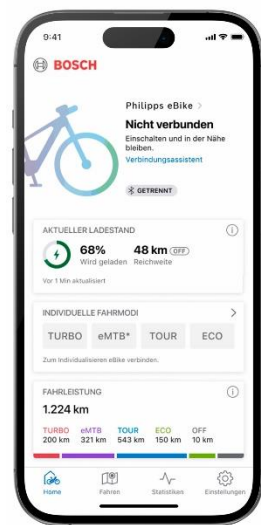 9:41
BOSCH
Philipps eBike >
Nicht verbunden
Einschalten und in der Nähe
bleiben.
Verbindungsassistent
GETRENNT
AKTUELLER LADESTAND
68% 48 km OFF
Wird geladen Reichweite
Vor 1 Min aktualisiert
INDIVIDUELLE FAHRMODI
TURBO eMTB* TOUR ECO
Zum Individualisieren eBike verbinden.
FAHRLEISTUNG
1.224 km
TURBO eMTB TOUR ECO OFF
200 km 321 km 543 km 150 km 10 km
Home Fahren Statistiken Einstellungen